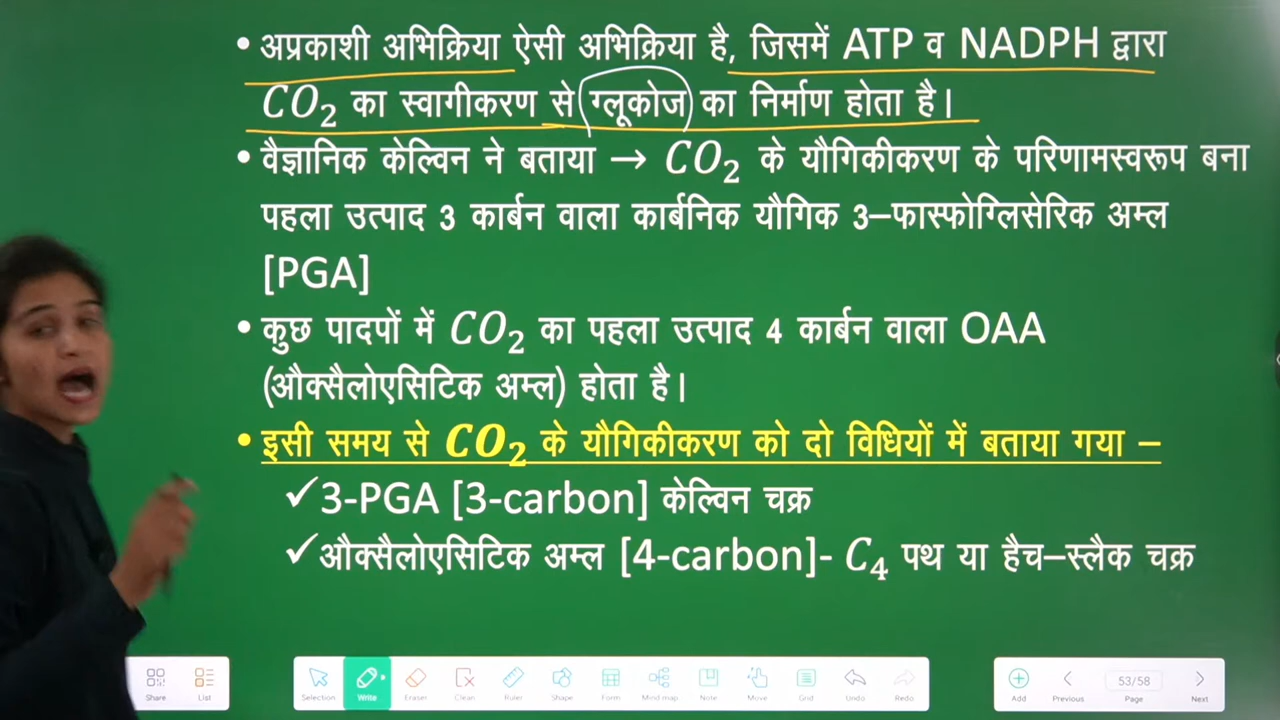 • अप्रकाशी अभिक्रिया ऐसी अभिक्रिया है, जिसमें ATP व NADPH द्वारा
CO₂ का स्वागीकरण से ग्लूकोज का निर्माण होता है।
• वैज्ञानिक केल्विन ने बताया → CO₂ के यौगिकीकरण के परिणामस्वरूप बना
पहला उत्पाद 3 कार्बन वाला कार्बनिक यौगिक 3–फास्फोग्लिसेरिक अम्ल
[PGA]
• कुछ पादपों में CO₂ का पहला उत्पाद 4 कार्बन वाला OAA
(औक्सैलोएसिटिक अम्ल) होता है।
• इसी समय से CO₂ के यौगिकीकरण को दो विधियों में बताया गया –
✓3-PGA [3-carbon] केल्विन चक्र
✓औक्सैलोएसिटिक अम्ल [4-carbon]- C₄ पथ या हैच–स्लैक चक्र
Share List Selection Write Eraser Clean Ruler Shape Form Mind map Note Move Grid Undo Redo Add Previous 53/58 Page Next